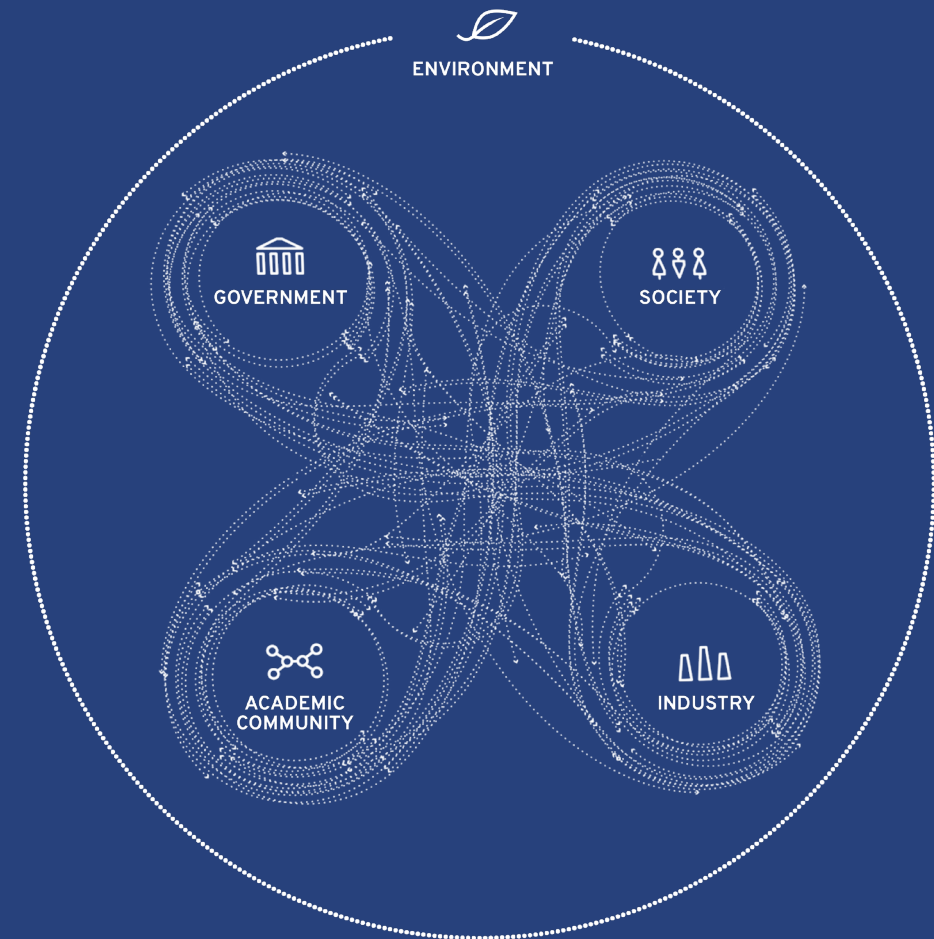 ENVIRONMENT
GOVERNMENT
SOCIETY
ACADEMIC
COMMUNITY
INDUSTRY